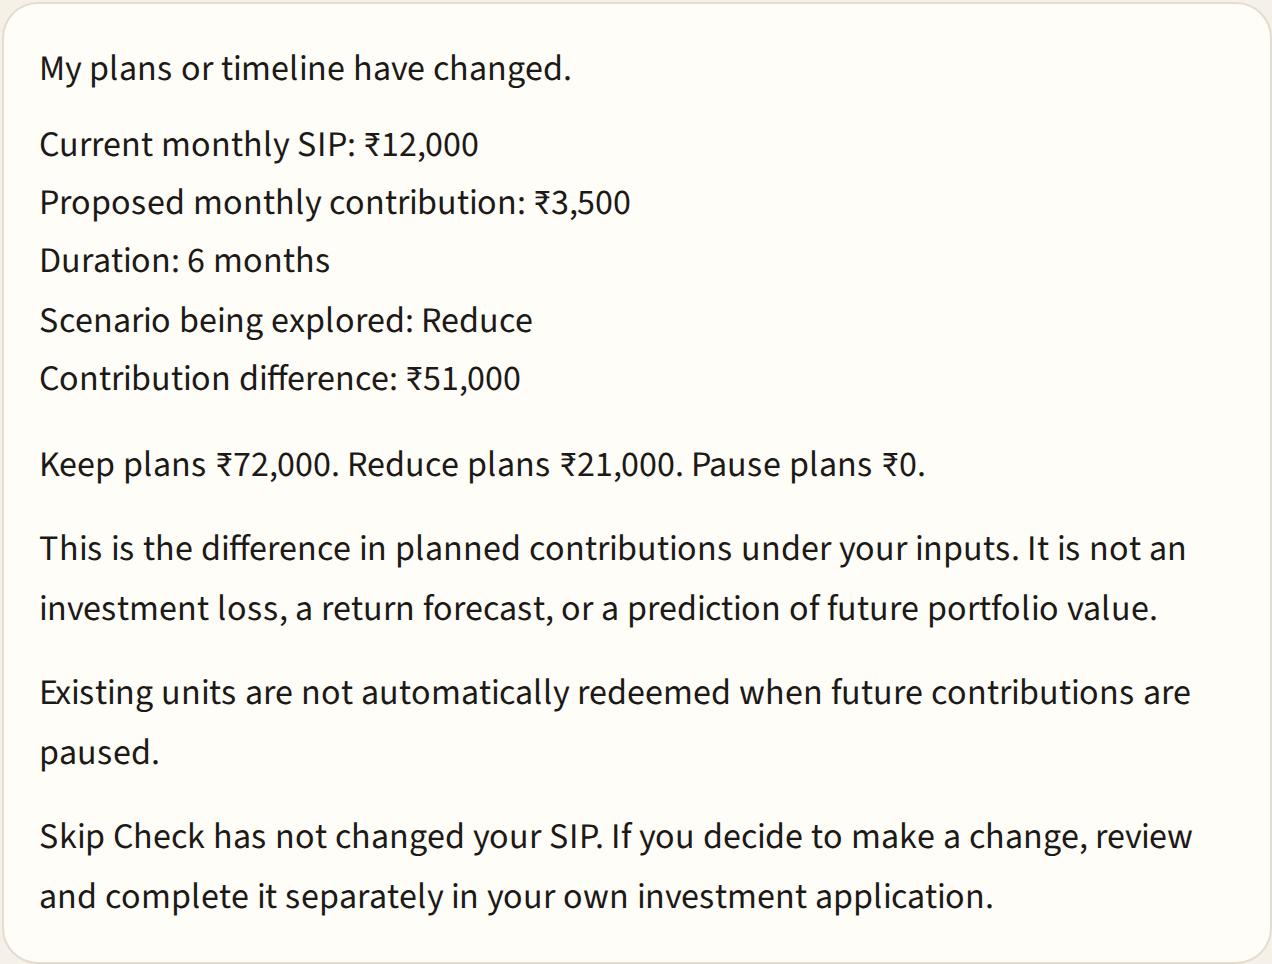 My plans or timeline have changed.
Current monthly SIP: ₹12,000
Proposed monthly contribution: ₹3,500
Duration: 6 months
Scenario being explored: Reduce
Contribution difference: ₹51,000
Keep plans ₹72,000. Reduce plans ₹21,000. Pause plans ₹0.
This is the difference in planned contributions under your inputs. It is not an
investment loss, a return forecast, or a prediction of future portfolio value.
Existing units are not automatically redeemed when future contributions are
paused.
Skip Check has not changed your SIP. If you decide to make a change, review
and complete it separately in your own investment application.